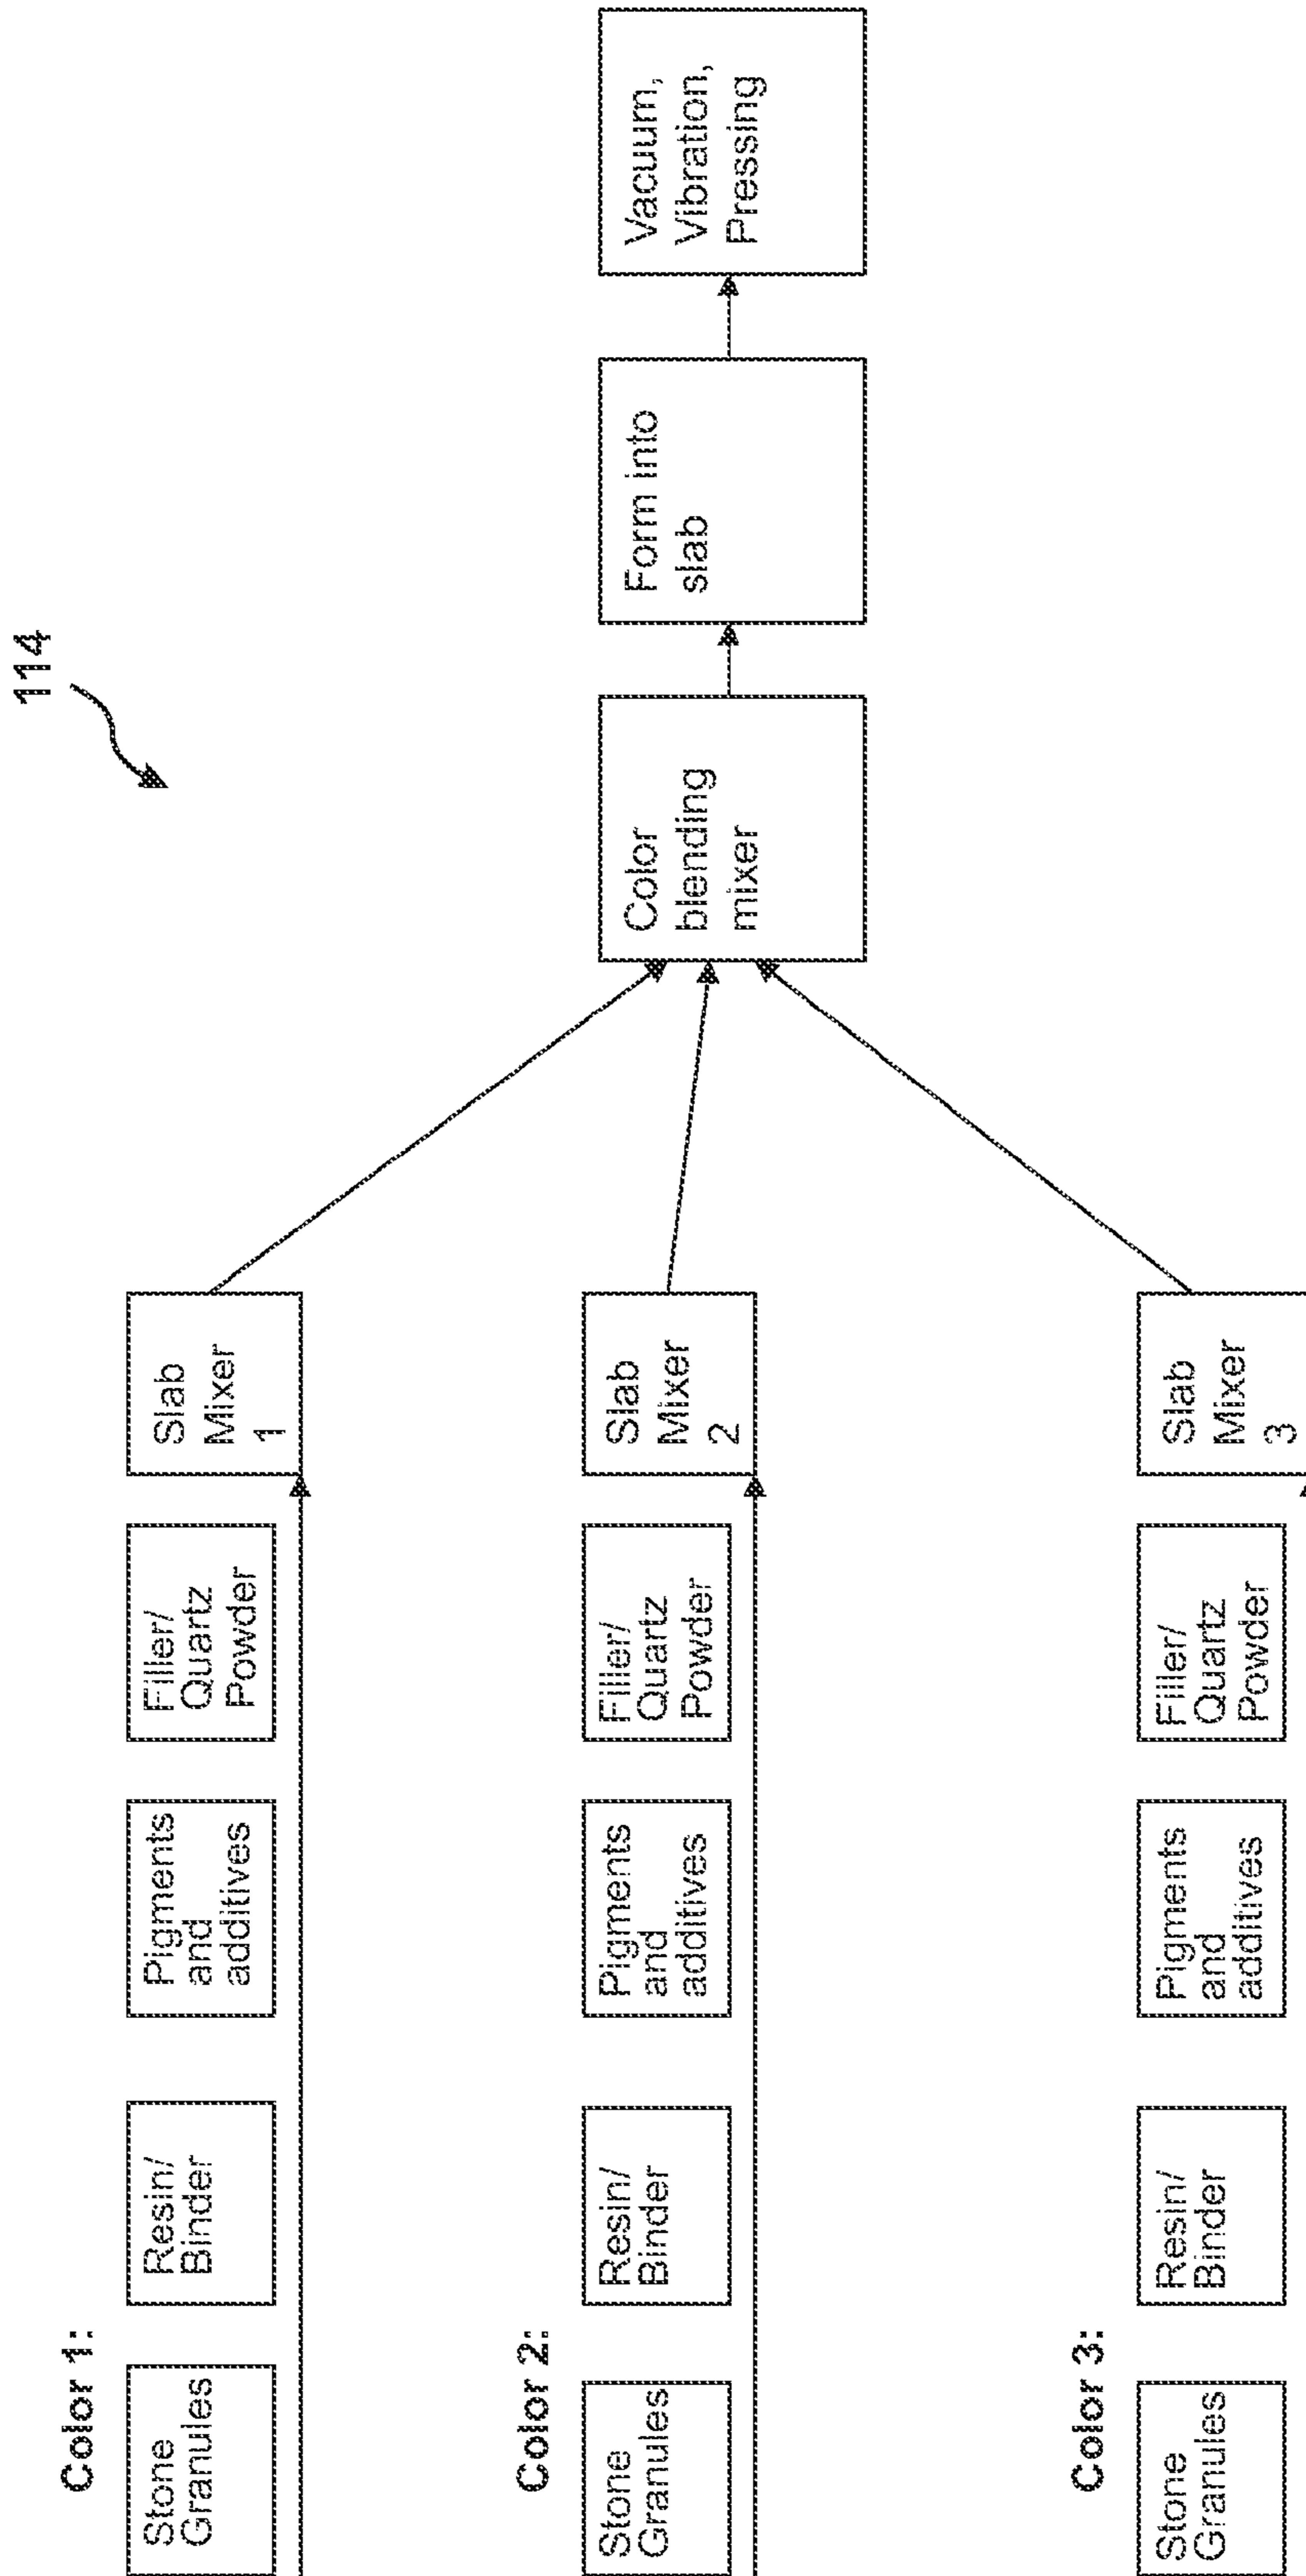 114
Color 1:
Stone
Granules
Resin/
Binder
Pigments
and
additives
Filler/
Quartz
Powder
Slab
Mixer
1
Color 2:
Stone
Granules
Resin/
Binder
Pigments
and
additives
Filler/
Quartz
Powder
Slab
Mixer
2
Color 3:
Stone
Granules
Resin/
Binder
Pigments
and
additives
Filler/
Quartz
Powder
Slab
Mixer
3
Color
blending
mixer
Form into
slab
Vacuum,
Vibration,
Pressing